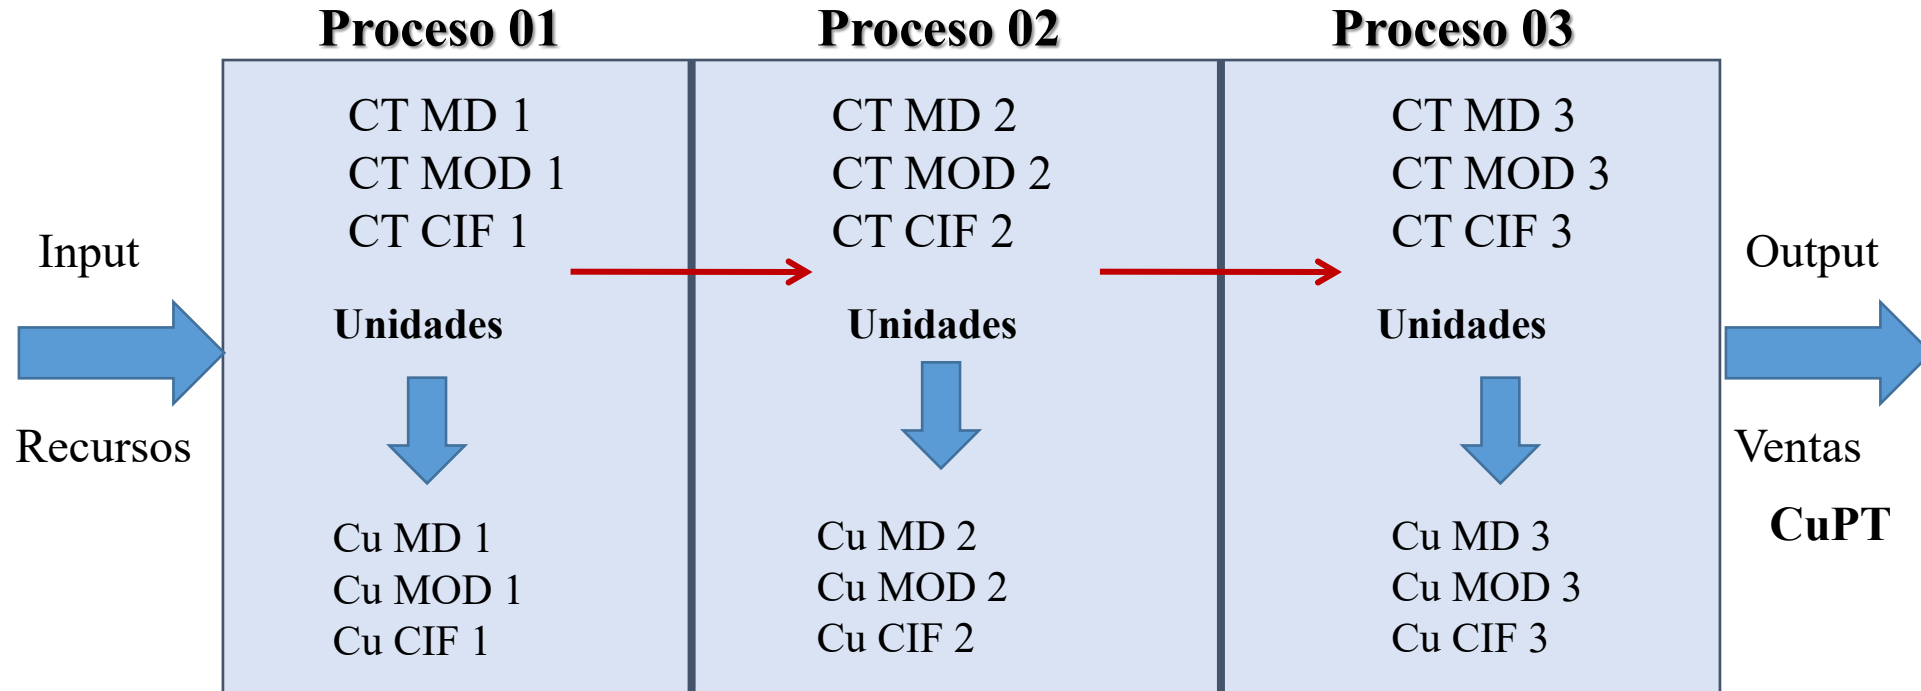 Proceso 01
Proceso 02
Proceso 03
Input
Recursos
CT MD 1
CT MOD 1
CT CIF 1
Unidades
Cu MD 1
Cu MOD 1
Cu CIF 1
CT MD 2
CT MOD 2
CT CIF 2
Unidades
Cu MD 2
Cu MOD 2
Cu CIF 2
CT MD 3
CT MOD 3
CT CIF 3
Unidades
Cu MD 3
Cu MOD 3
Cu CIF 3
Output
Ventas
CuPT